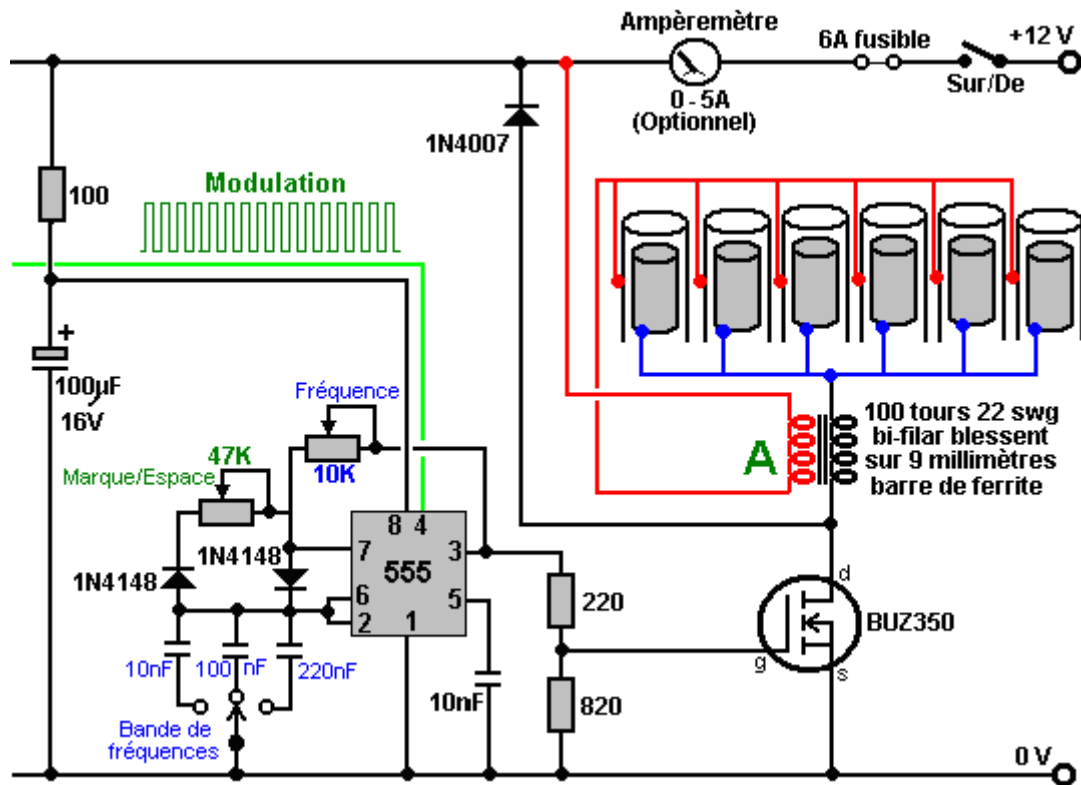 Ampèremètre
6A fusible
+12 V
Sur/De
0 - 5A
(Optionnel)
1N4007
100
Modulation
+
100µF
16V
Fréquence
10K
47K
Marque/Espace
A
100 tours 22 swg
bi-filar blessent
sur 9 millimètres
barre de ferrite
1N4148
1N4148
8 4
7
3
555
6
5
2
1
220
d
BUZ350
g
s
10nF
100 nF
220nF
10nF
820
Bande de
fréquences
0 V